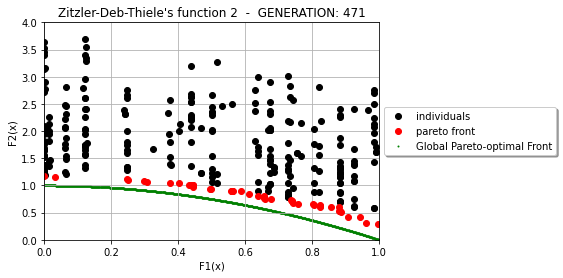 Zitzler-Deb-Thiele's function 2 - GENERATION: 471
4.0
3.5
3.0
2.5
2.0
1.5
1.0
0.5
0.0
F2(x)
0.0 0.2 0.4 0.6 0.8 1.0
F1(x)
individuals
pareto front
Global Pareto-optimal Front